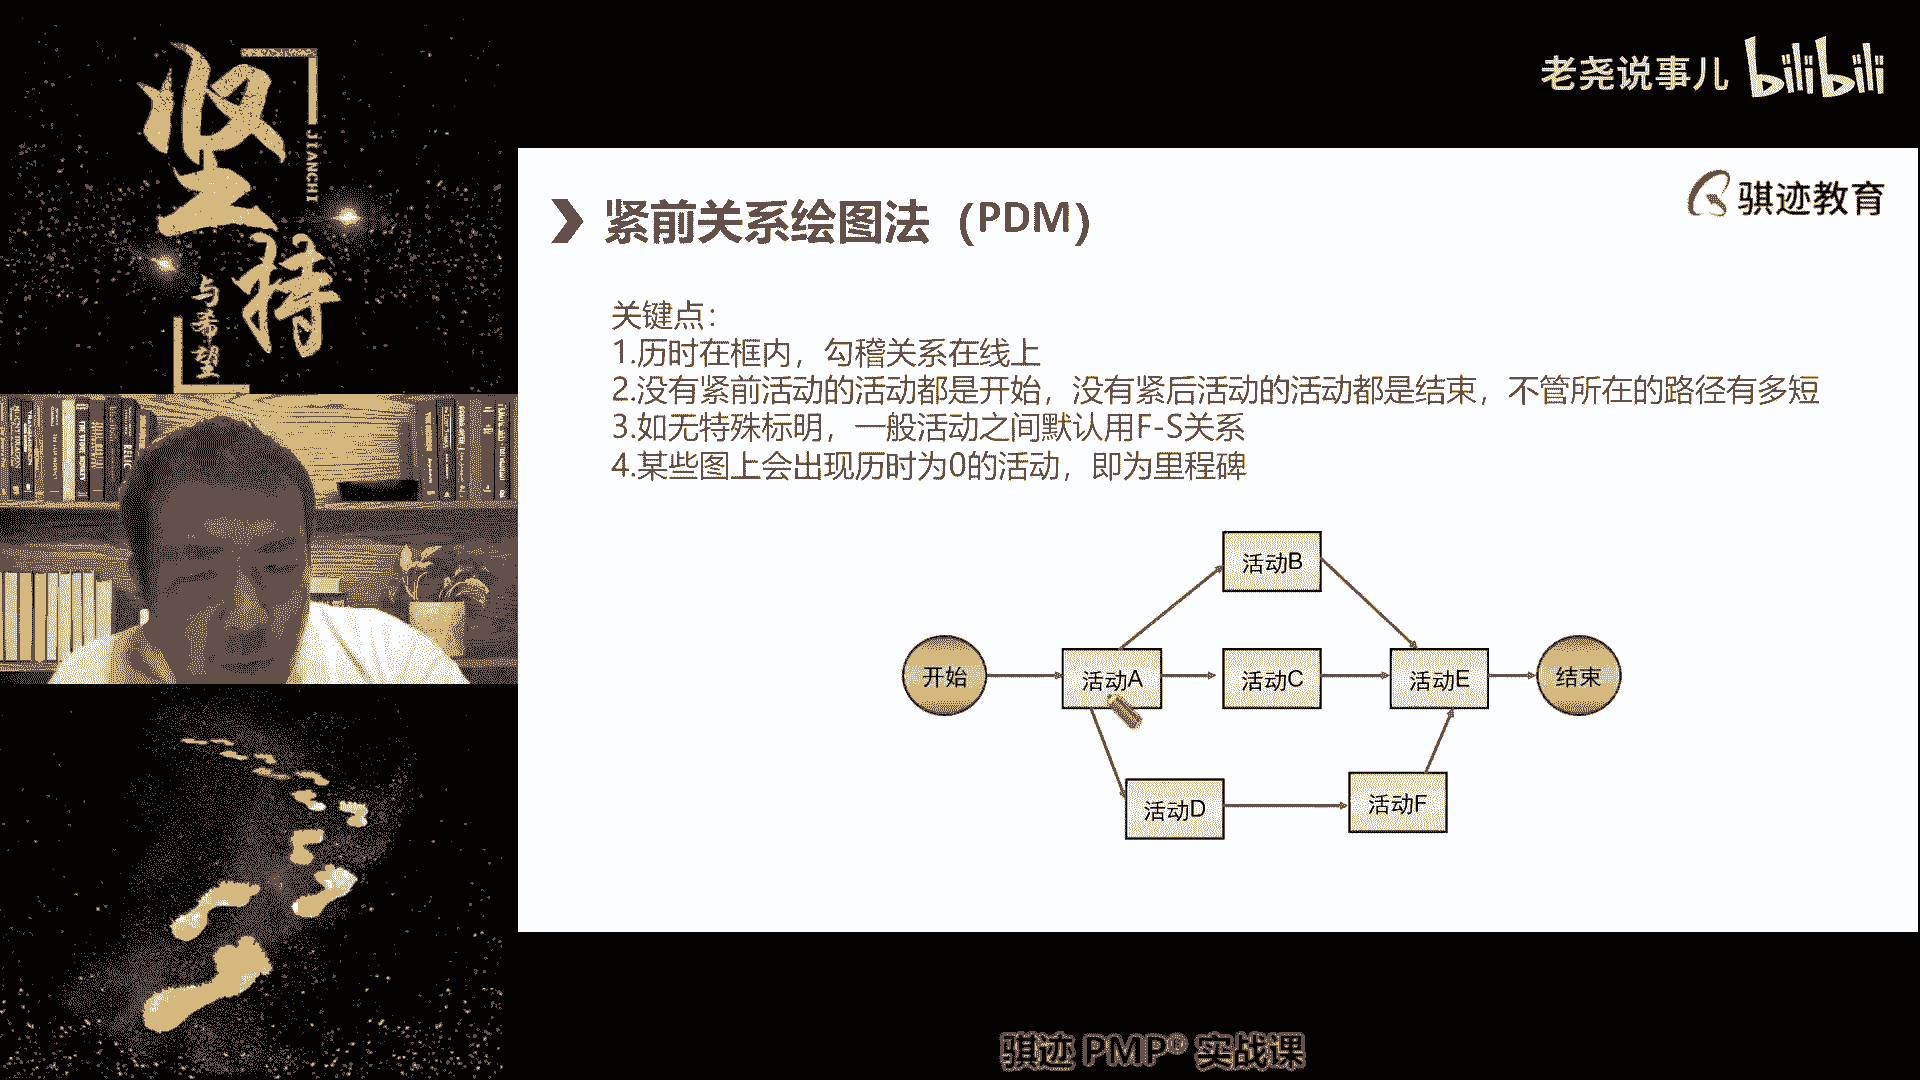 坚持
JIANCHI
与希望
老尧说事儿 bilibili
骐迹教育
紧前关系绘图法（PDM）
关键点：
1.历时在框内，勾稽关系在线上
2.没有紧前活动的活动都是开始，没有紧后活动的活动都是结束，不管所在的路径有多短
3.如无特殊标明，一般活动之间默认用F-S关系
4.某些图上会出现历时为0的活动，即为里程碑
活动B
开始
活动A
活动C
活动E
结束
活动D
活动F
骐迹 PMP® 实战课